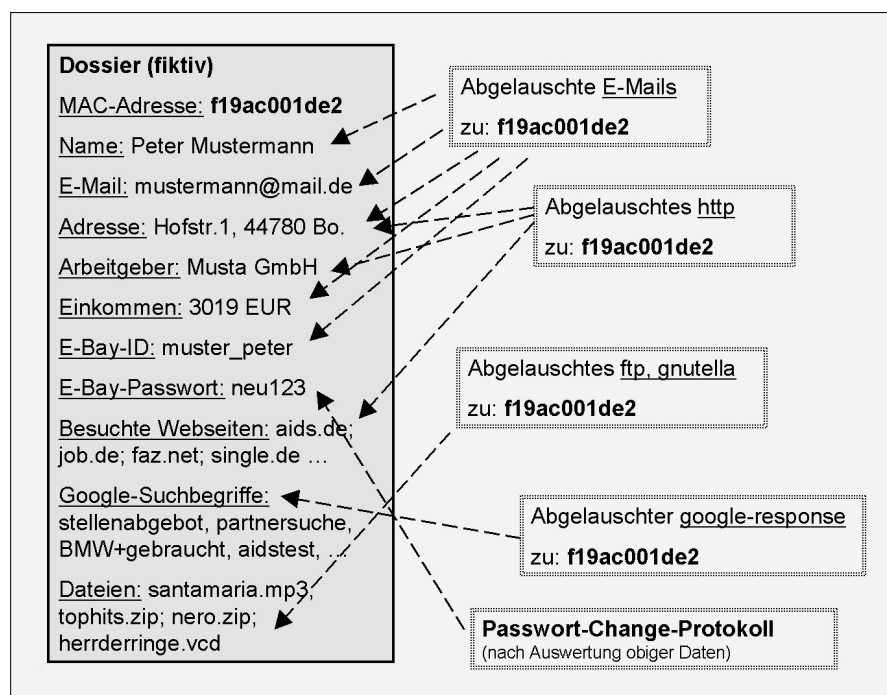 Dossier (fiktiv)
MAC-Adresse: f19ac001de2
Name: Peter Mustermann
E-Mail: mustermann@mail.de
Adresse: Hofstr.1, 44780 Bo.
Arbeitgeber: Musta GmbH
Einkommen: 3019 EUR
E-Bay-ID: muster_peter
E-Bay-Passwort: neu123
Besuchte Webseiten: aids.de;
job.de; faz.net; single.de ...
Google-Suchbegriffe:
stellenabgebot, partnersuche,
BMW+gebraucht, aidstest, ...
Dateien: santamaria.mp3,
tophits.zip; nero.zip;
herrderringe.vcd
Abgelauschte E-Mails
zu: f19ac001de2
Abgelauschtes http
zu: f19ac001de2
Abgelauschtes ftp, gnutella
zu: f19ac001de2
Abgelauschter google-response
zu: f19ac001de2
Passwort-Change-Protokoll
(nach Auswertung obiger Daten)